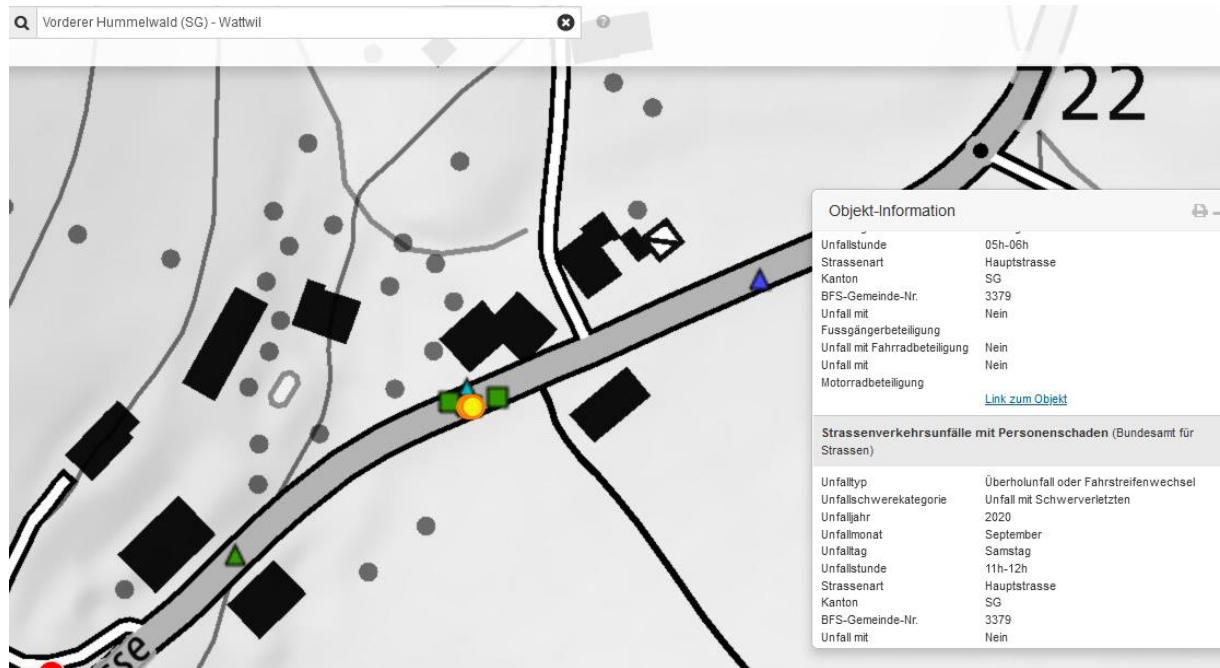 Vorderer Hummelwald (SG) - Wattwil
?
722
Objekt-Information
Unfallstunde 05h-06h
Strassenart Hauptstrasse
Kanton SG
BFS-Gemeinde-Nr. 3379
Unfall mit Nein
Fussgängerbeteiligung
Unfall mit Fahrradbeteiligung Nein
Unfall mit Nein
Motorradbeteiligung
Link zum Objekt
Strassenverkehrsunfälle mit Personenschaden (Bundesamt für
Strassen)
Unfalltyp Überholunfall oder Fahrstreifenwechsel
Unfallschwerekategorie Unfall mit Schwerverletzten
Unfalljahr 2020
Unfallmonat September
Unfalltag Samstag
Unfallstunde 11h-12h
Strassenart Hauptstrasse
Kanton SG
BFS-Gemeinde-Nr. 3379
Unfall mit Nein
sse